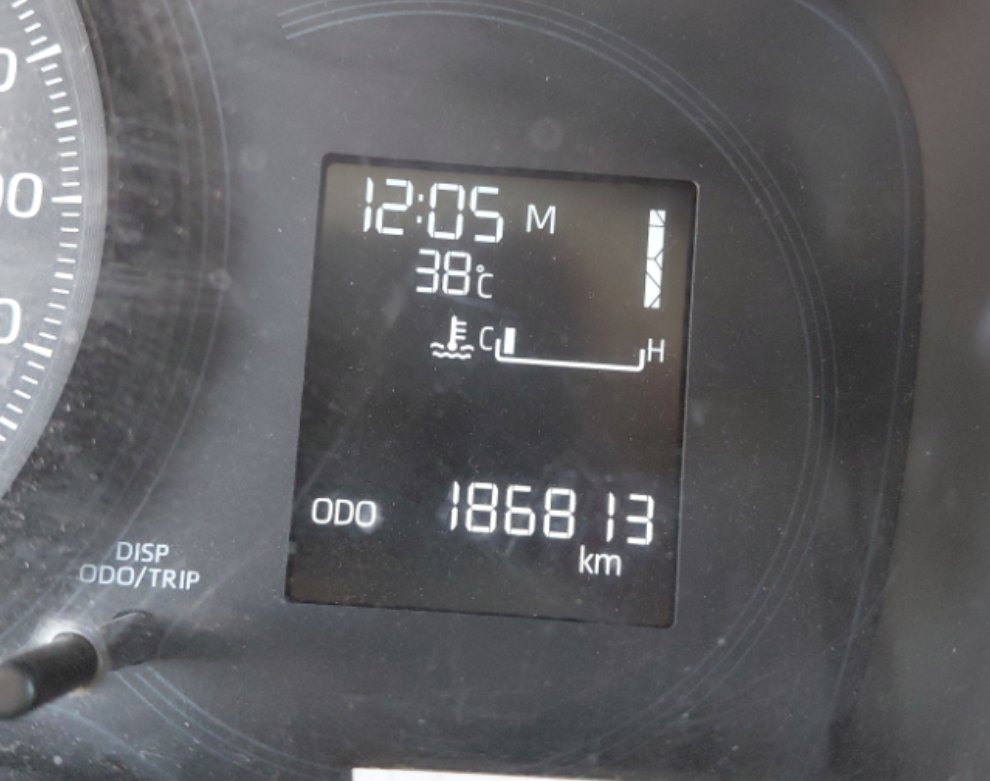 12:05 M
38°C
C H
ODO 186813
km
DISP
ODO/TRIP